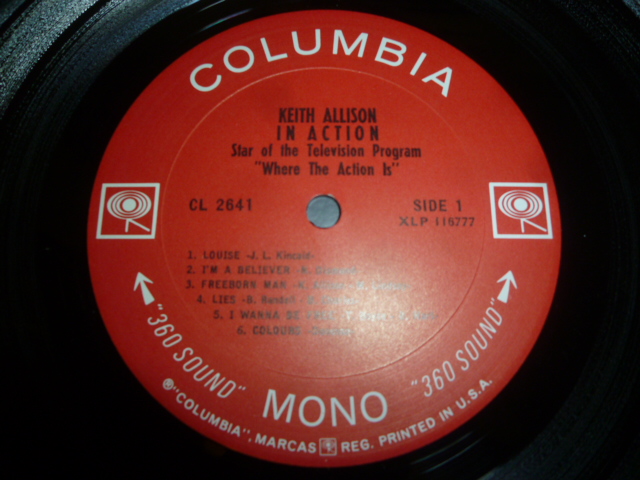 COLUMBIA
KEITH ALLISON
IN ACTION
Star of the Television Program
"Where The Action Is"
CL 2641
SIDE 1
XLP 116777
1. LOUISE -J. L. Kincaid-
2. I'M A BELIEVER
3. FREEBORN MAN
4. LIES -B. Randell
5. I WANNA BE
6. COLOURS
"360 SOUND" MONO "360 SOUND"
℗"COLUMBIA", MARCAS REG. PRINTED IN U.S.A.